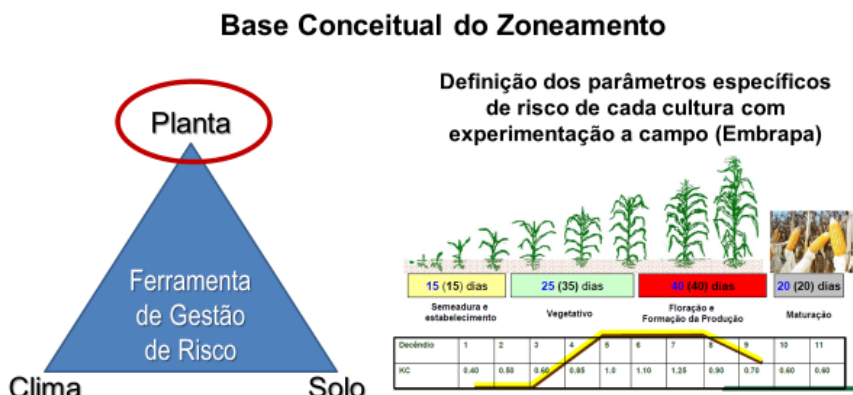 Base Conceitual do Zoneamento
Planta
Ferramenta
de Gestão
de Risco
Clima
Solo
Definição dos parâmetros específicos
de risco de cada cultura com
experimentação a campo (Embrapa)
15 (15) dias
25 (35) dias
40 (40) dias
20 (20) dias
Semeadura e
estabelecimento
Vegetativo
Floração e
Formação da Produção
Maturação
Decêndio 1 2 3 4 5 6 7 8 9 10 11
KC 0.40 0.50 0.60 0.85 1.0 1.10 1.25 0.90 0.70 0.60 0.60